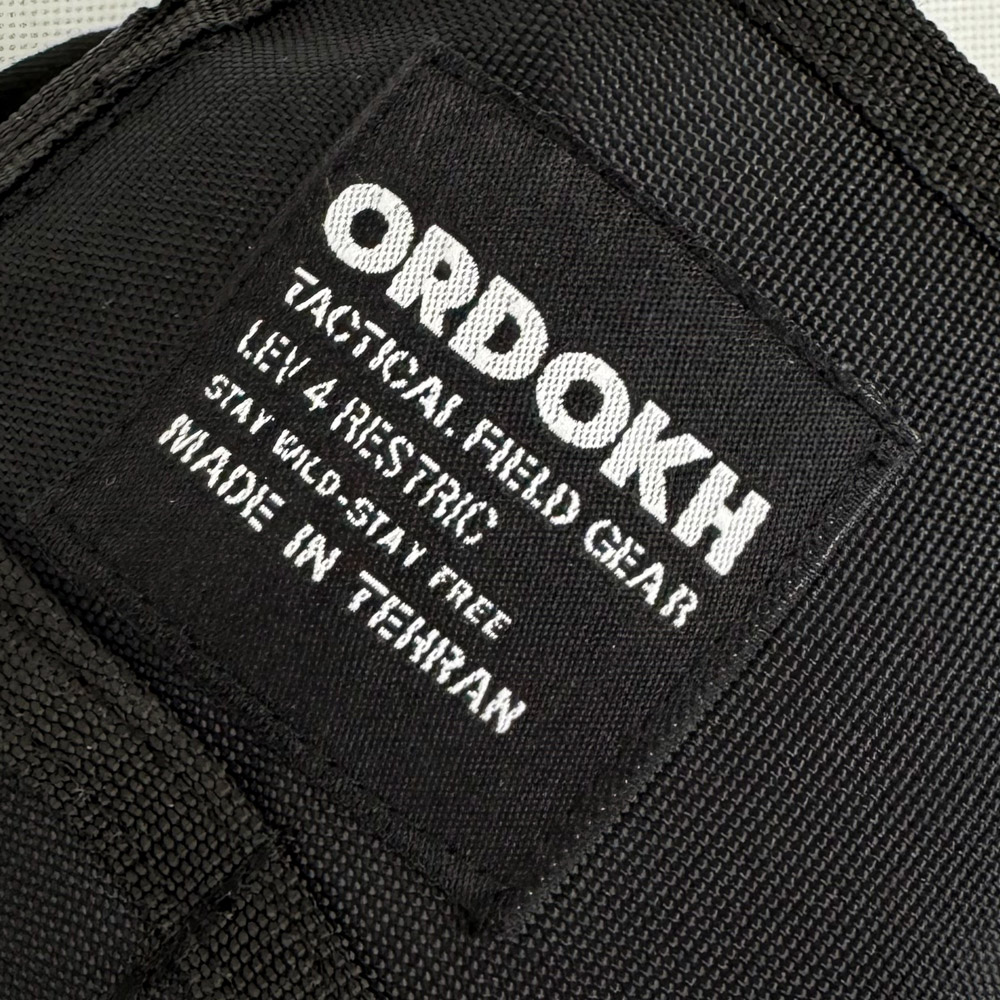 ORDOKH
TACTICAL FIELD GEAR
LEV 4 RESTRIC
STAY WILD-STAY FREE
MADE IN TEHRAN